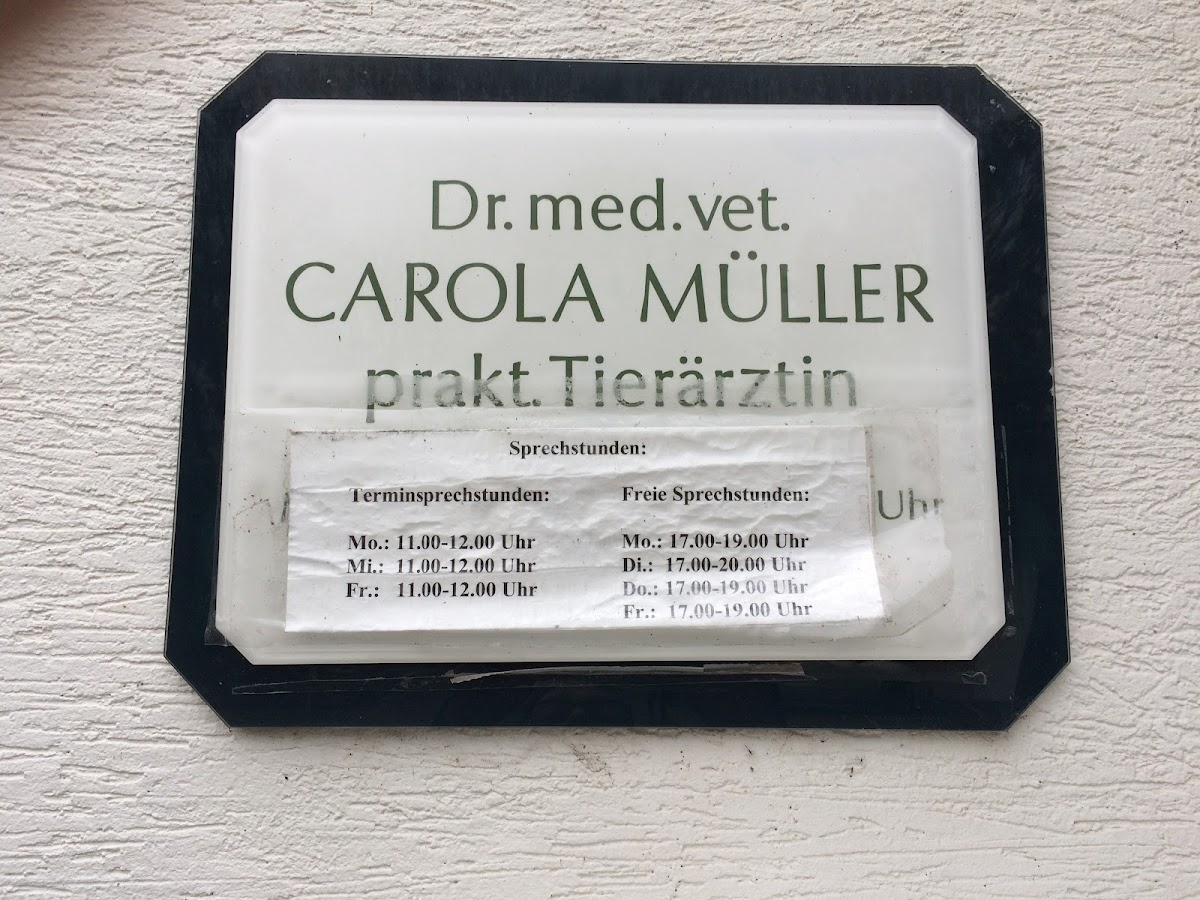 Dr. med. vet.
CAROLA MÜLLER
prakt. Tierärztin
Sprechstunden:
Terminsprechstunden:
Mo.: 11.00-12.00 Uhr
Mi.: 11.00-12.00 Uhr
Fr.: 11.00-12.00 Uhr
Freie Sprechstunden:
Mo.: 17.00-19.00 Uhr
Di.: 17.00-20.00 Uhr
Do.: 17.00-19.00 Uhr
Fr.: 17.00-19.00 Uhr
Uhr